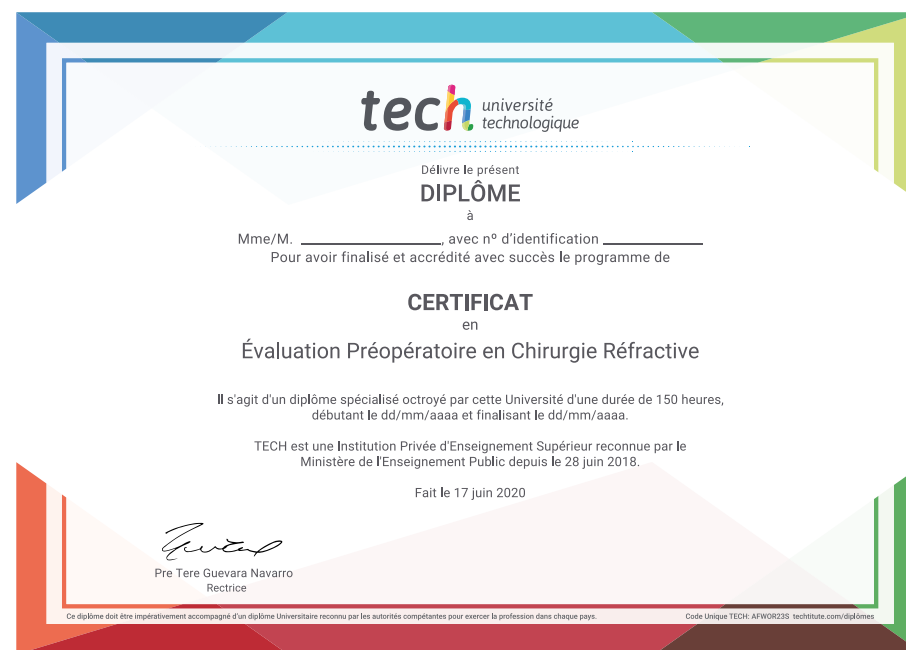 tech université
technologique
Délivre le présent
DIPLÔME
à
Mme/M. ____________________, avec nº d'identification ______________
Pour avoir finalisé et accrédité avec succès le programme de
CERTIFICAT
en
Évaluation Préopératoire en Chirurgie Réfractive
Il s'agit d'un diplôme spécialisé octroyé par cette Université d'une durée de 150 heures,
débutant le dd/mm/aaaa et finalisant le dd/mm/aaaa.
TECH est une Institution Privée d'Enseignement Supérieur reconnue par le
Ministère de l'Enseignement Public depuis le 28 juin 2018.
Fait le 17 juin 2020
Pre Tere Guevara Navarro
Rectrice
Ce diplôme doit être impérativement accompagné d'un diplôme Universitaire reconnu par les autorités compétentes pour exercer la profession dans chaque pays.
Code Unique TECH: AFWOR23S techtitute.com/diplômes